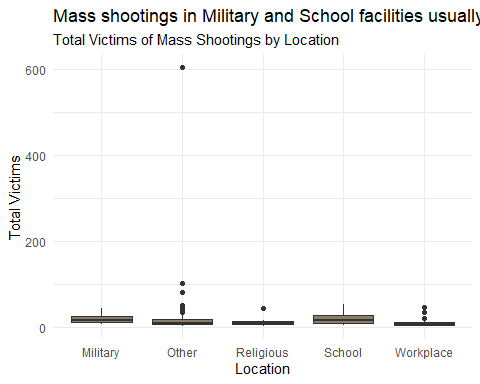 Mass shootings in Military and School facilities usually
Total Victims of Mass Shootings by Location
600
400
200
0
Total Victims
Military Other Religious School Workplace
Location